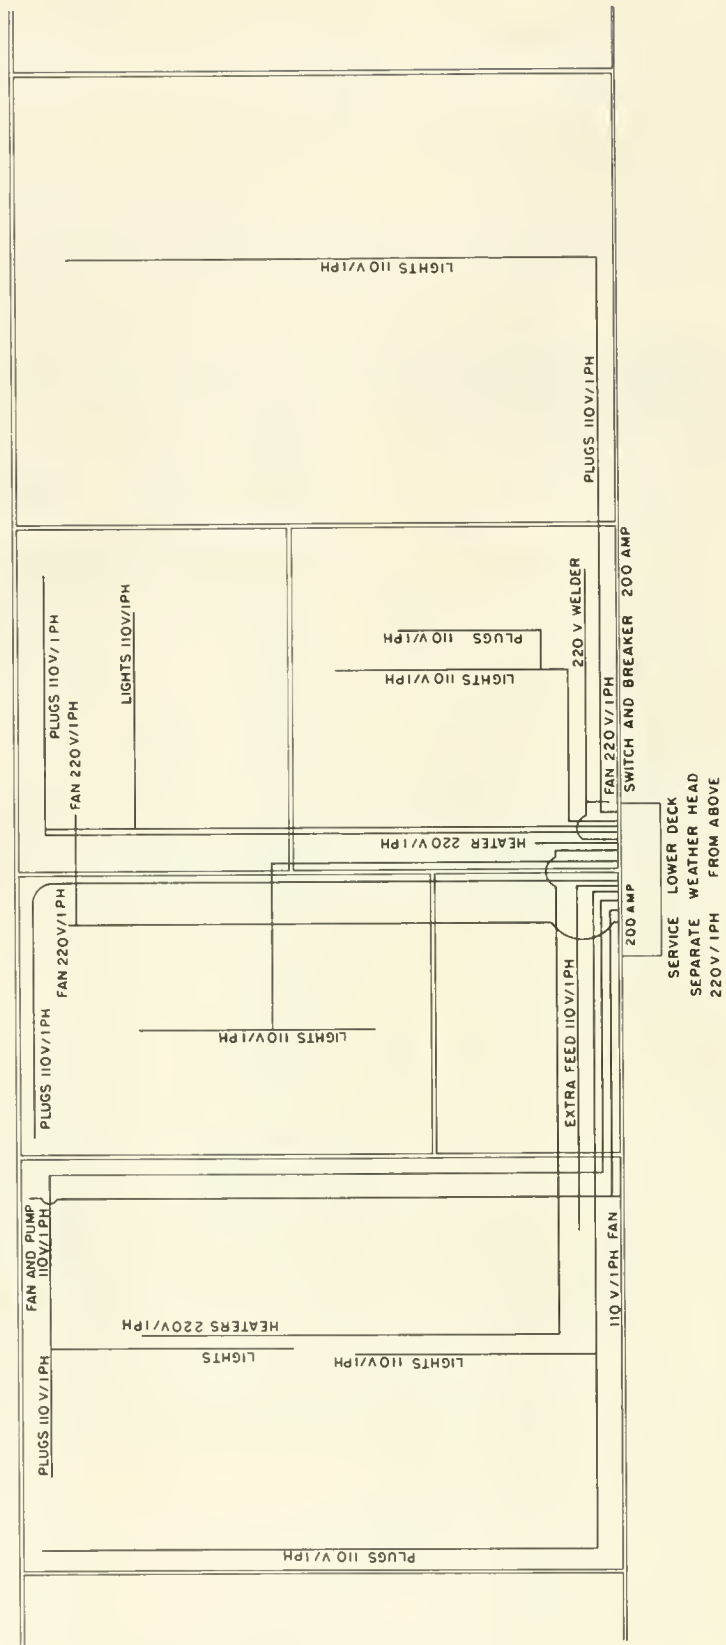 LIGHTS 110V/1PH
PLUGS 110V/1PH
PLUGS 110V/1PH
LIGHTS 110V/1PH
FAN 220V/1PH
PLUGS 110V/1PH
LIGHTS 110V/1PH
220 V WELDER
FAN 220V/1PH
HEATER 220V/1PH
SWITCH AND BREAKER 200 AMP
200 AMP
SERVICE LOWER DECK
SEPARATE WEATHER HEAD
220V/1PH FROM ABOVE
FAN 220V/1PH
PLUGS 110V/1PH
LIGHTS 110V/1PH
EXTRA FEED 110V/1PH
FAN AND PUMP
110V/1PH
110 V/1PH FAN
HEATERS 220V/1PH
LIGHTS
LIGHTS 110V/1PH
PLUGS 110V/1PH
PLUGS 110V/1PH